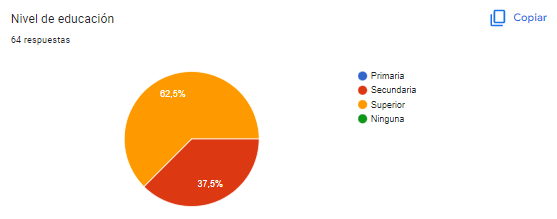 Nivel de educación
Copiar
64 respuestas
62,5%
37,5%
Primaria
Secundaria
Superior
Ninguna